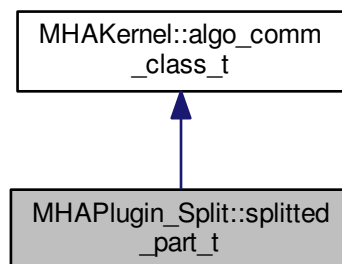 MHAKernel::algo_comm
_class_t
MHAPlugin_Split::splitted
_part_t